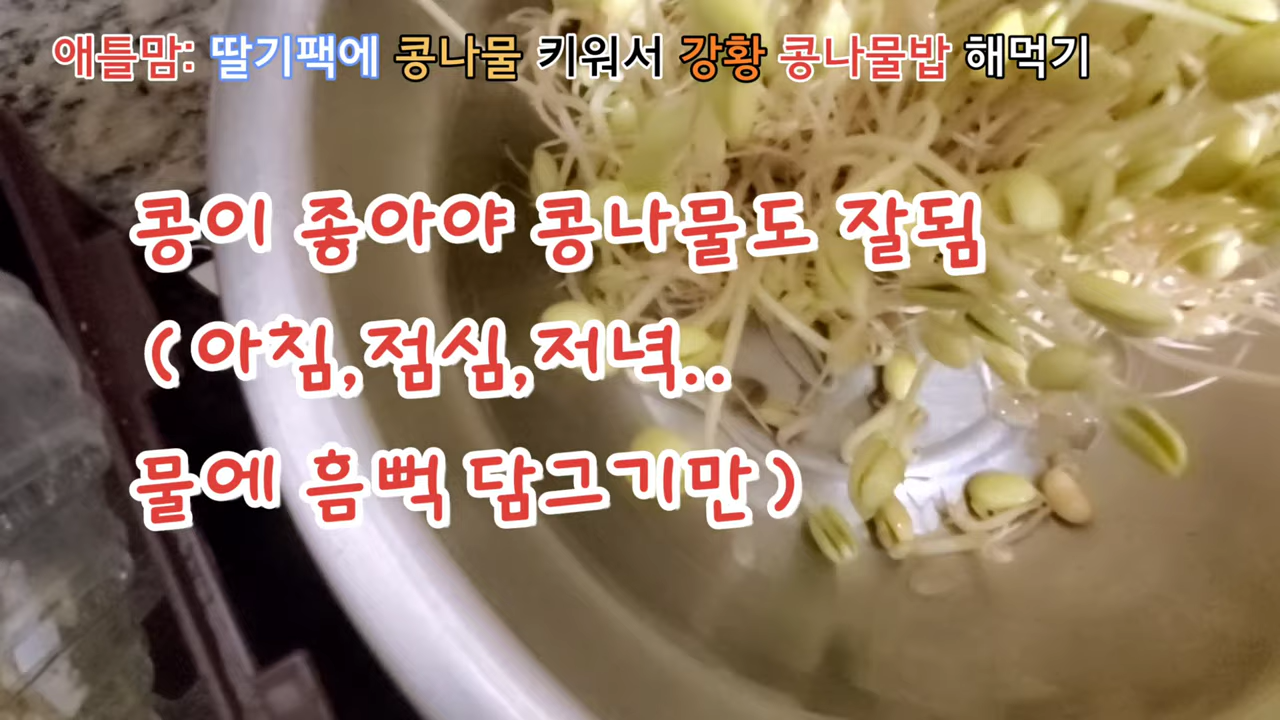 애틀맘: 딸기팩에 콩나물 키워서 강황 콩나물밥 해먹기
콩이 좋아야 콩나물도 잘됨
(아침,점심,저녁..
물에 흠뻑 담그기만)